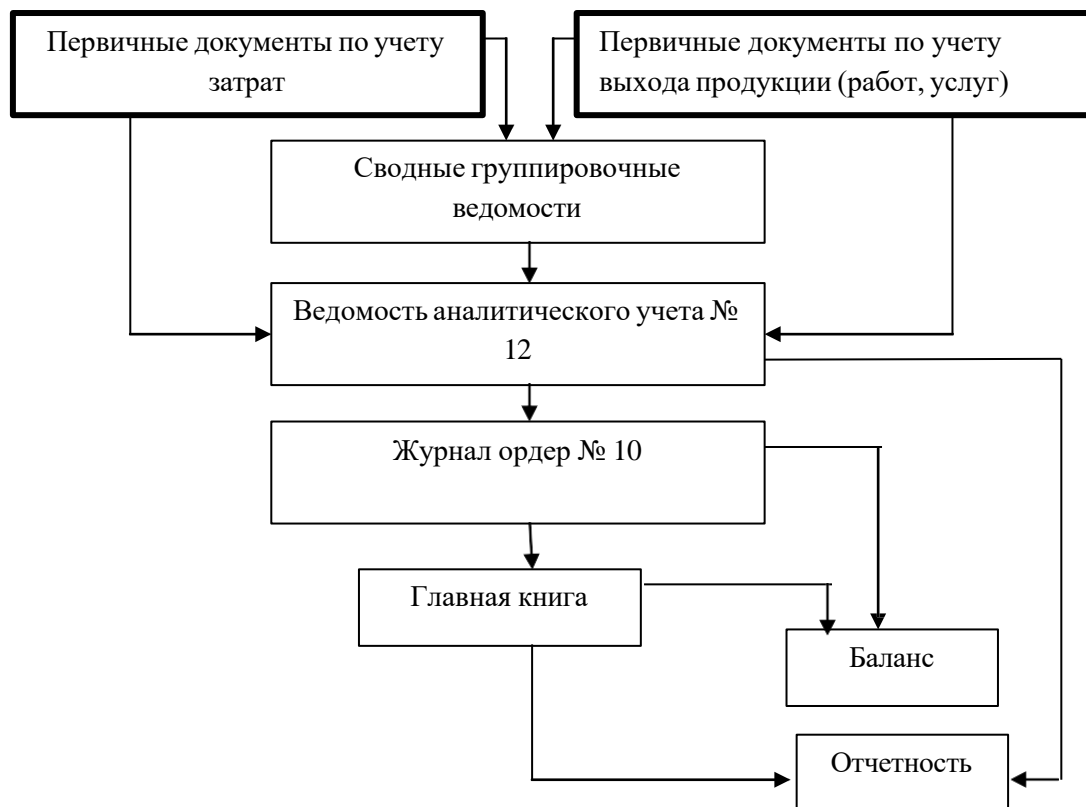 Первичные документы по учету
затрат
Первичные документы по учету
выхода продукции (работ, услуг)
Сводные группировочные
ведомости
Ведомость аналитического учета №
12
Журнал ордер № 10
Главная книга
Баланс
Отчетность